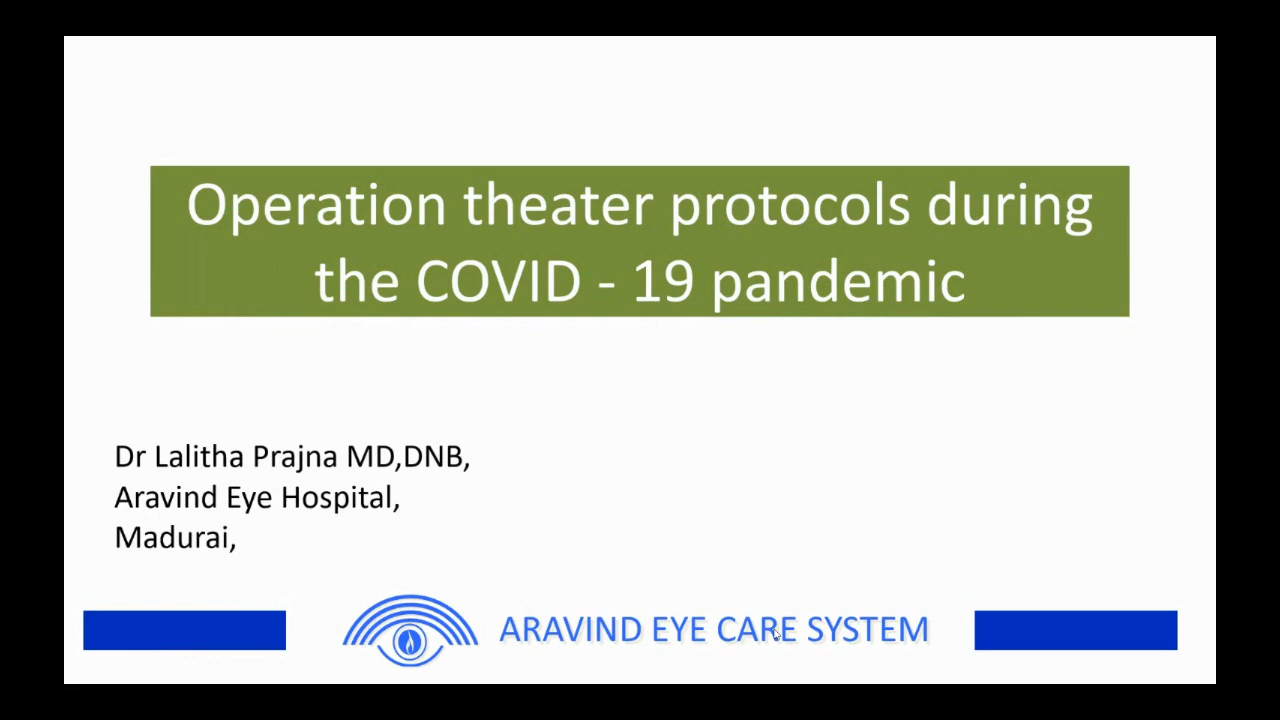 Operation theater protocols during
the COVID - 19 pandemic
Dr Lalitha Prajna MD,DNB,
Aravind Eye Hospital,
Madurai,
ARAVIND EYE CARE SYSTEM